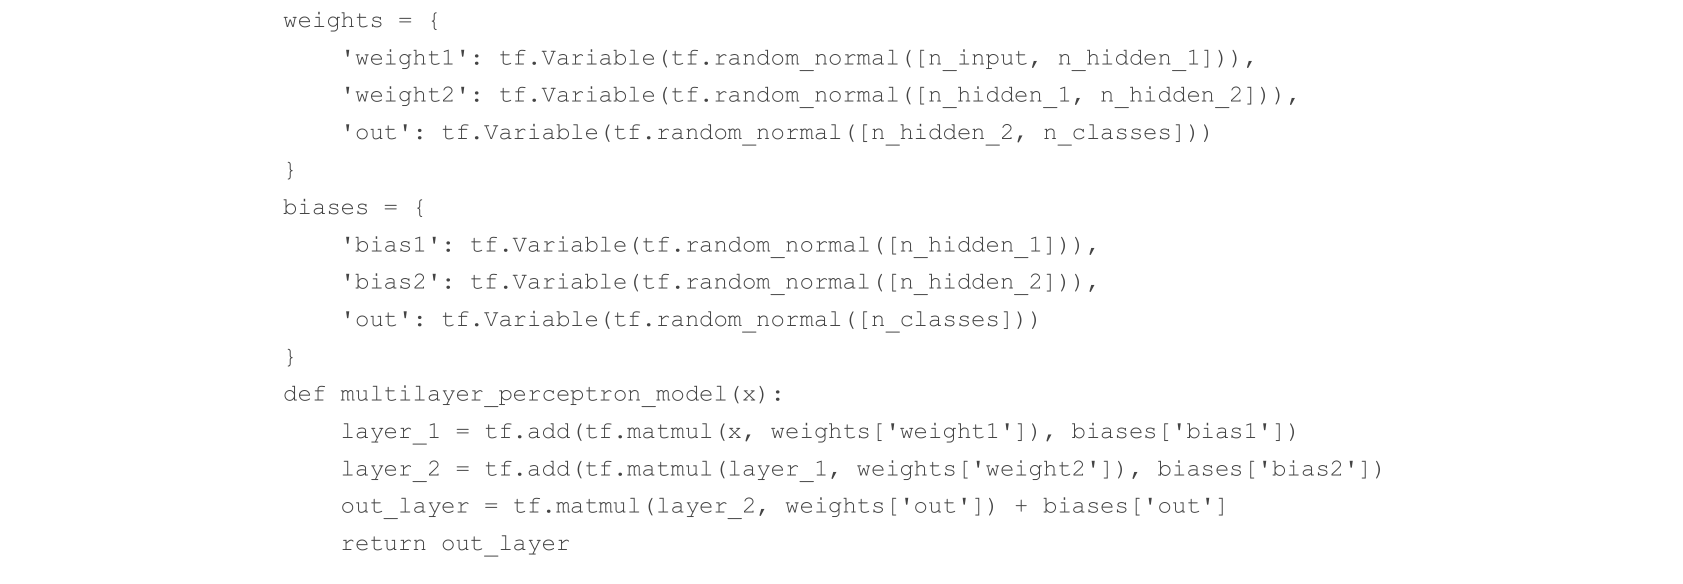 weights = {
    'weight1': tf.Variable(tf.random_normal([n_input, n_hidden_1])),
    'weight2': tf.Variable(tf.random_normal([n_hidden_1, n_hidden_2])),
    'out': tf.Variable(tf.random_normal([n_hidden_2, n_classes]))
}
biases = {
    'bias1': tf.Variable(tf.random_normal([n_hidden_1])),
    'bias2': tf.Variable(tf.random_normal([n_hidden_2])),
    'out': tf.Variable(tf.random_normal([n_classes]))
}
def multilayer_perceptron_model(x):
    layer_1 = tf.add(tf.matmul(x, weights['weight1']), biases['bias1'])
    layer_2 = tf.add(tf.matmul(layer_1, weights['weight2']), biases['bias2'])
    out_layer = tf.matmul(layer_2, weights['out']) + biases['out']
    return out_layer